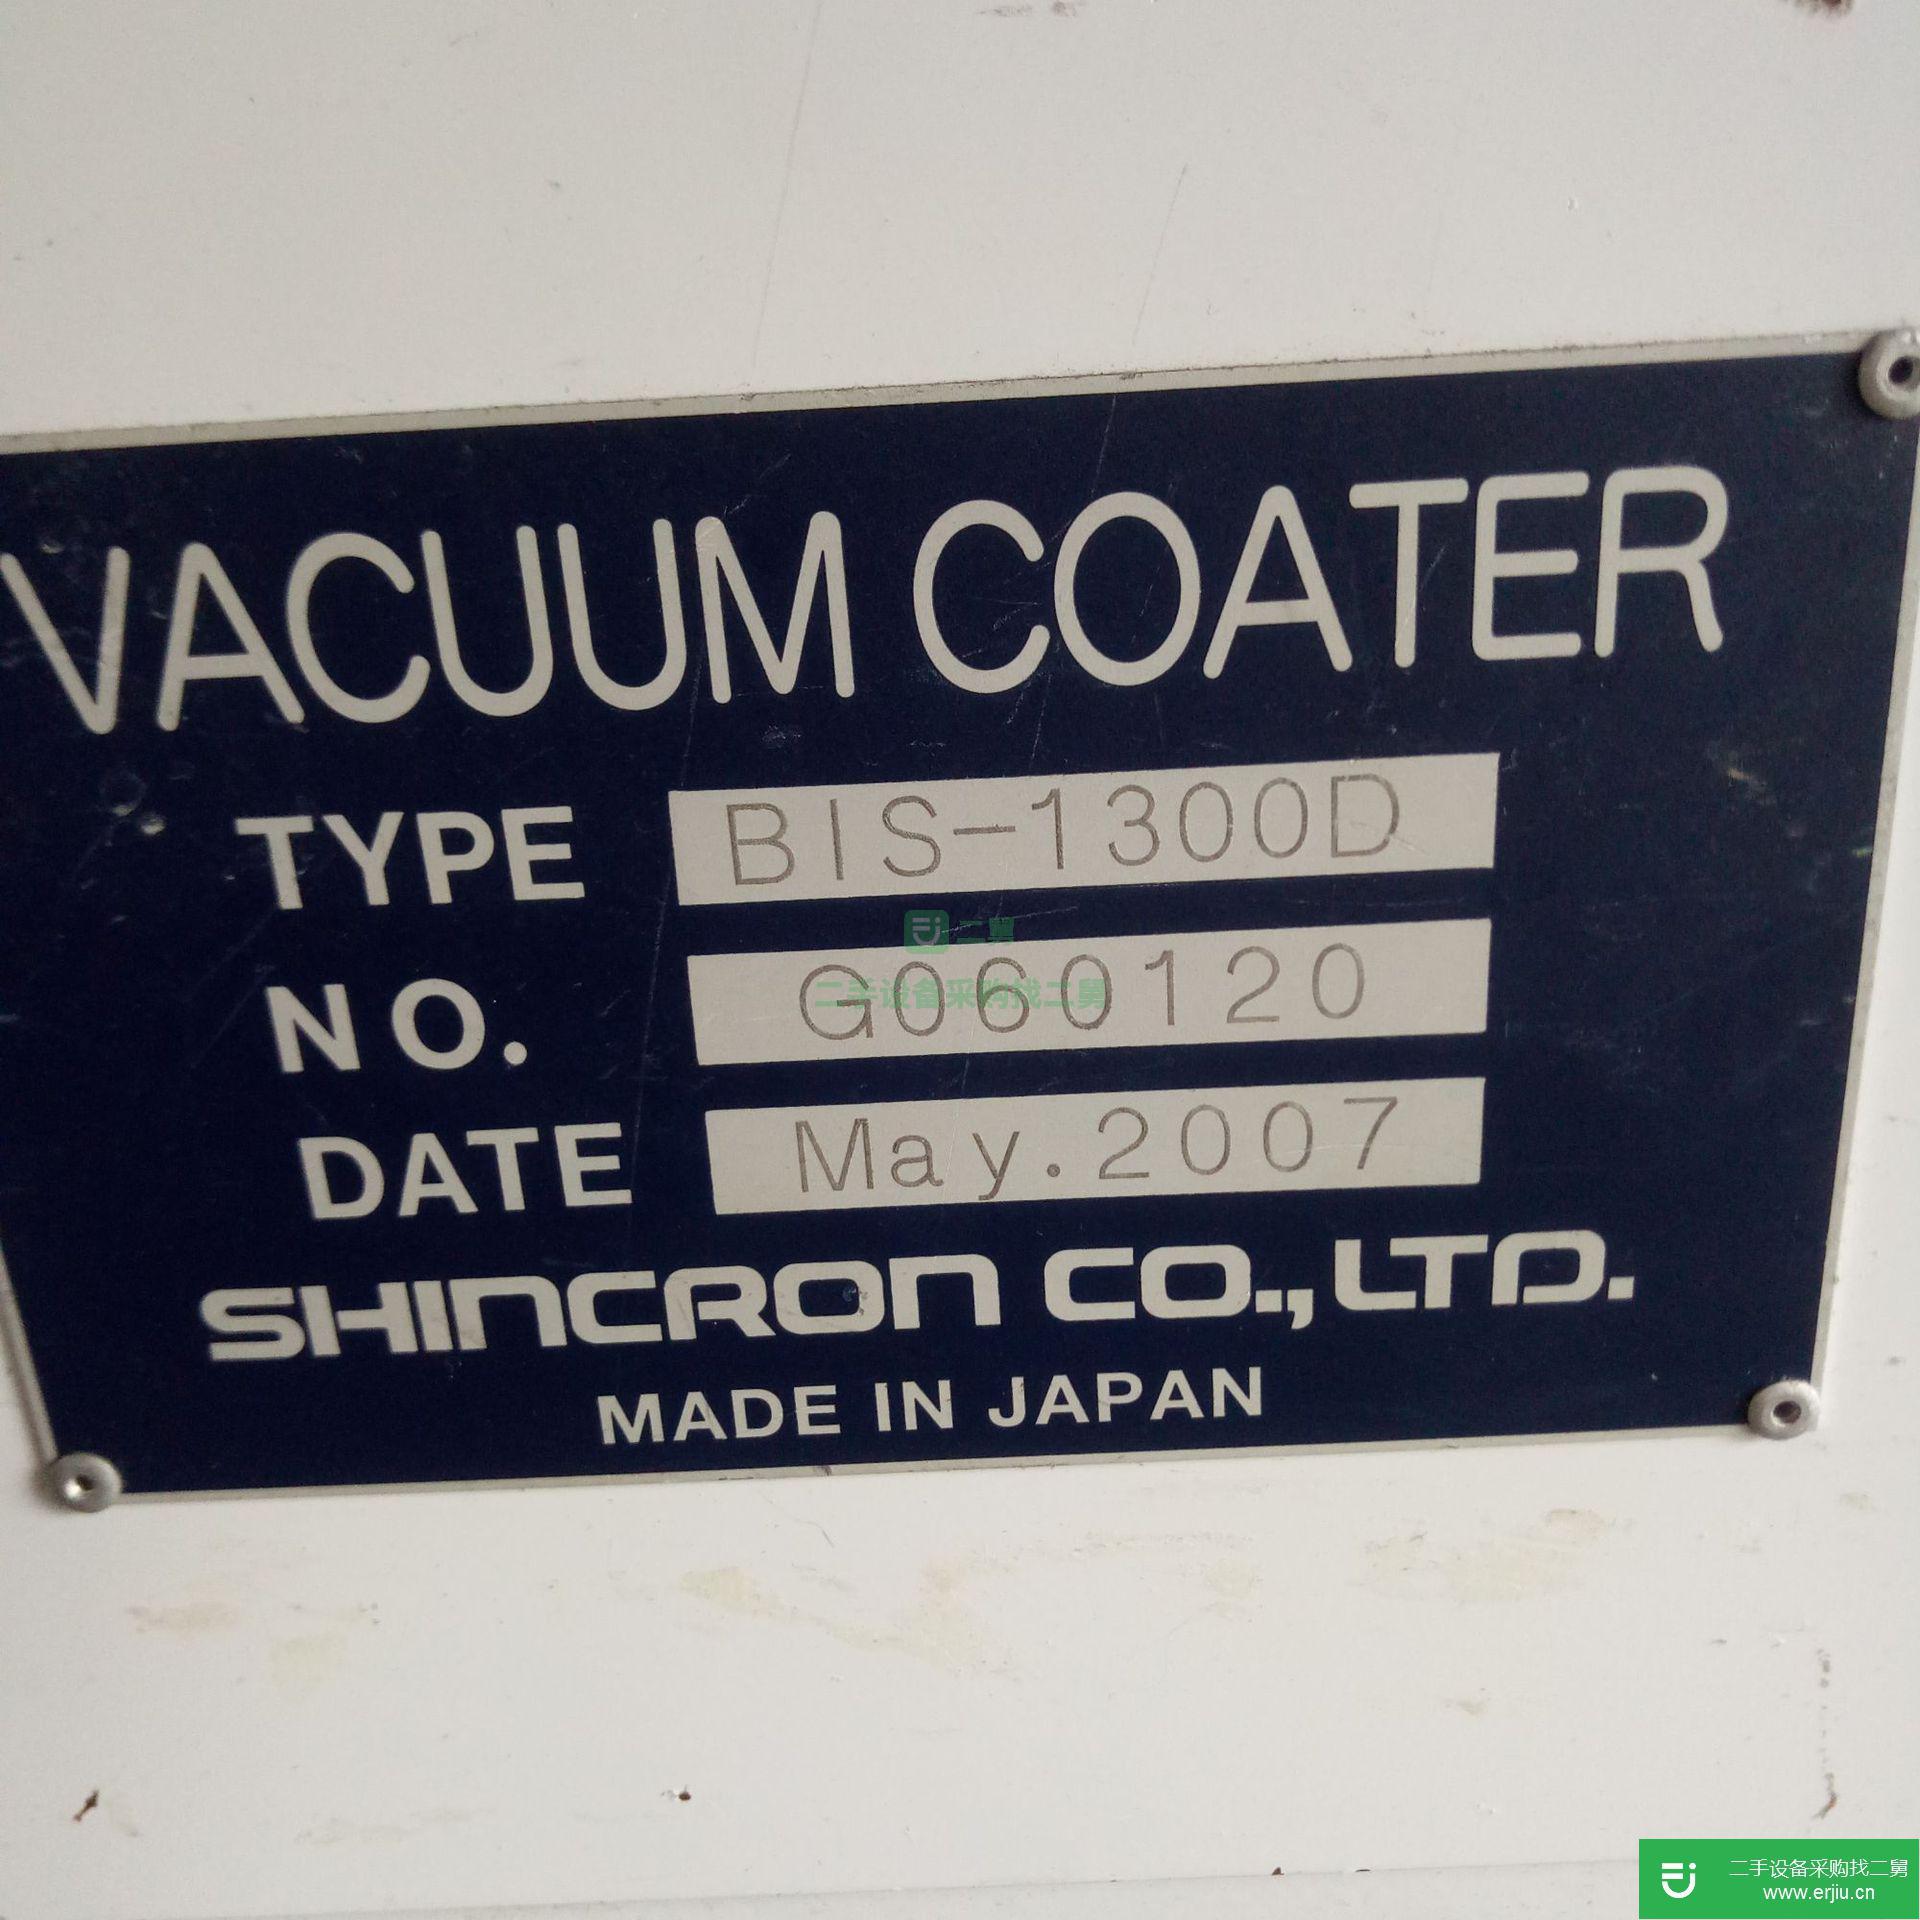 VACUUM COATER
TYPE BIS-1300D
二舅
NO. G060120
二手设备采购找二舅
DATE May.2007
SHINCRON CO.,LTD.
MADE IN JAPAN
二手设备采购找二舅
www.erjiu.cn